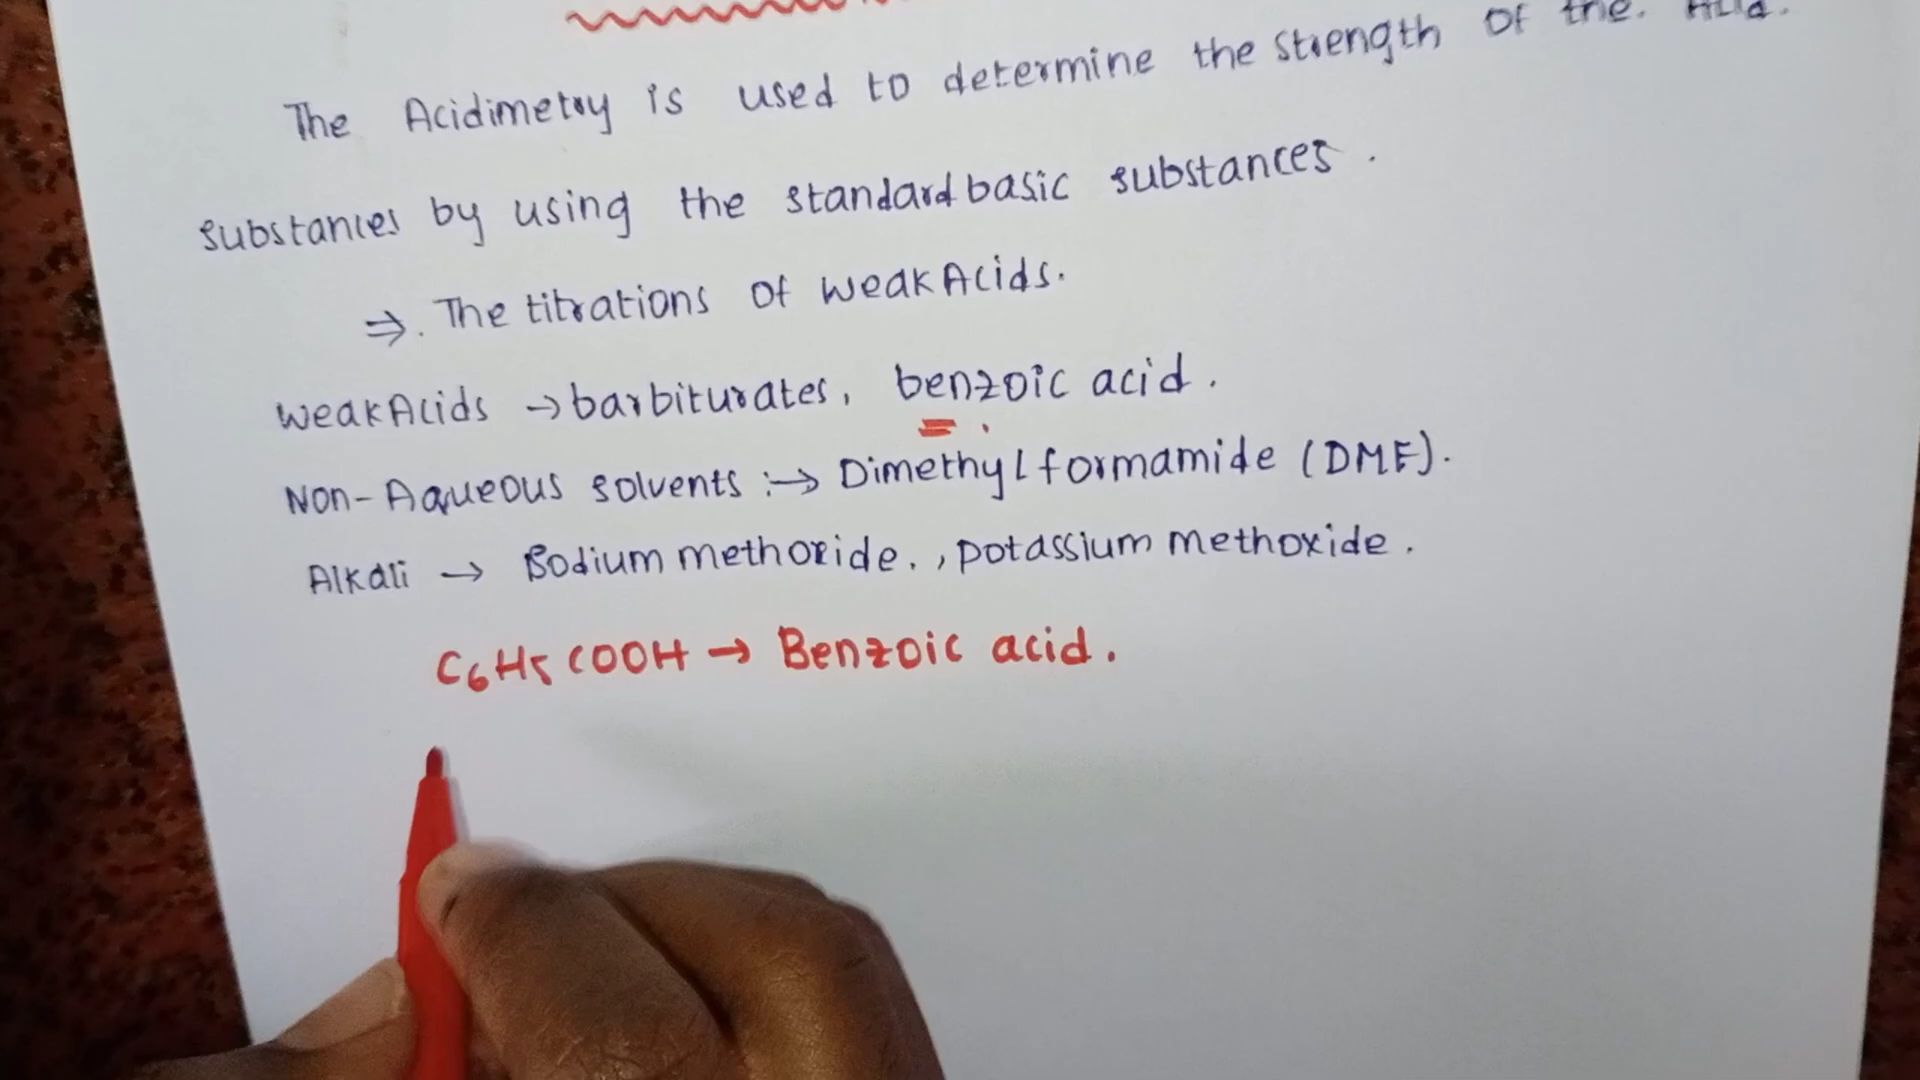 The Acidimetry is used to determine the strength of the. Acid.
substances by using the standard basic substances.
⇒. The titrations of weak Acids.
weak Acids → barbiturates, benzoic acid.
Non-Aqueous solvents :→ Dimethyl formamide (DMF).
Alkali → Sodium methoxide., potassium methoxide.
C6H5COOH → Benzoic acid.